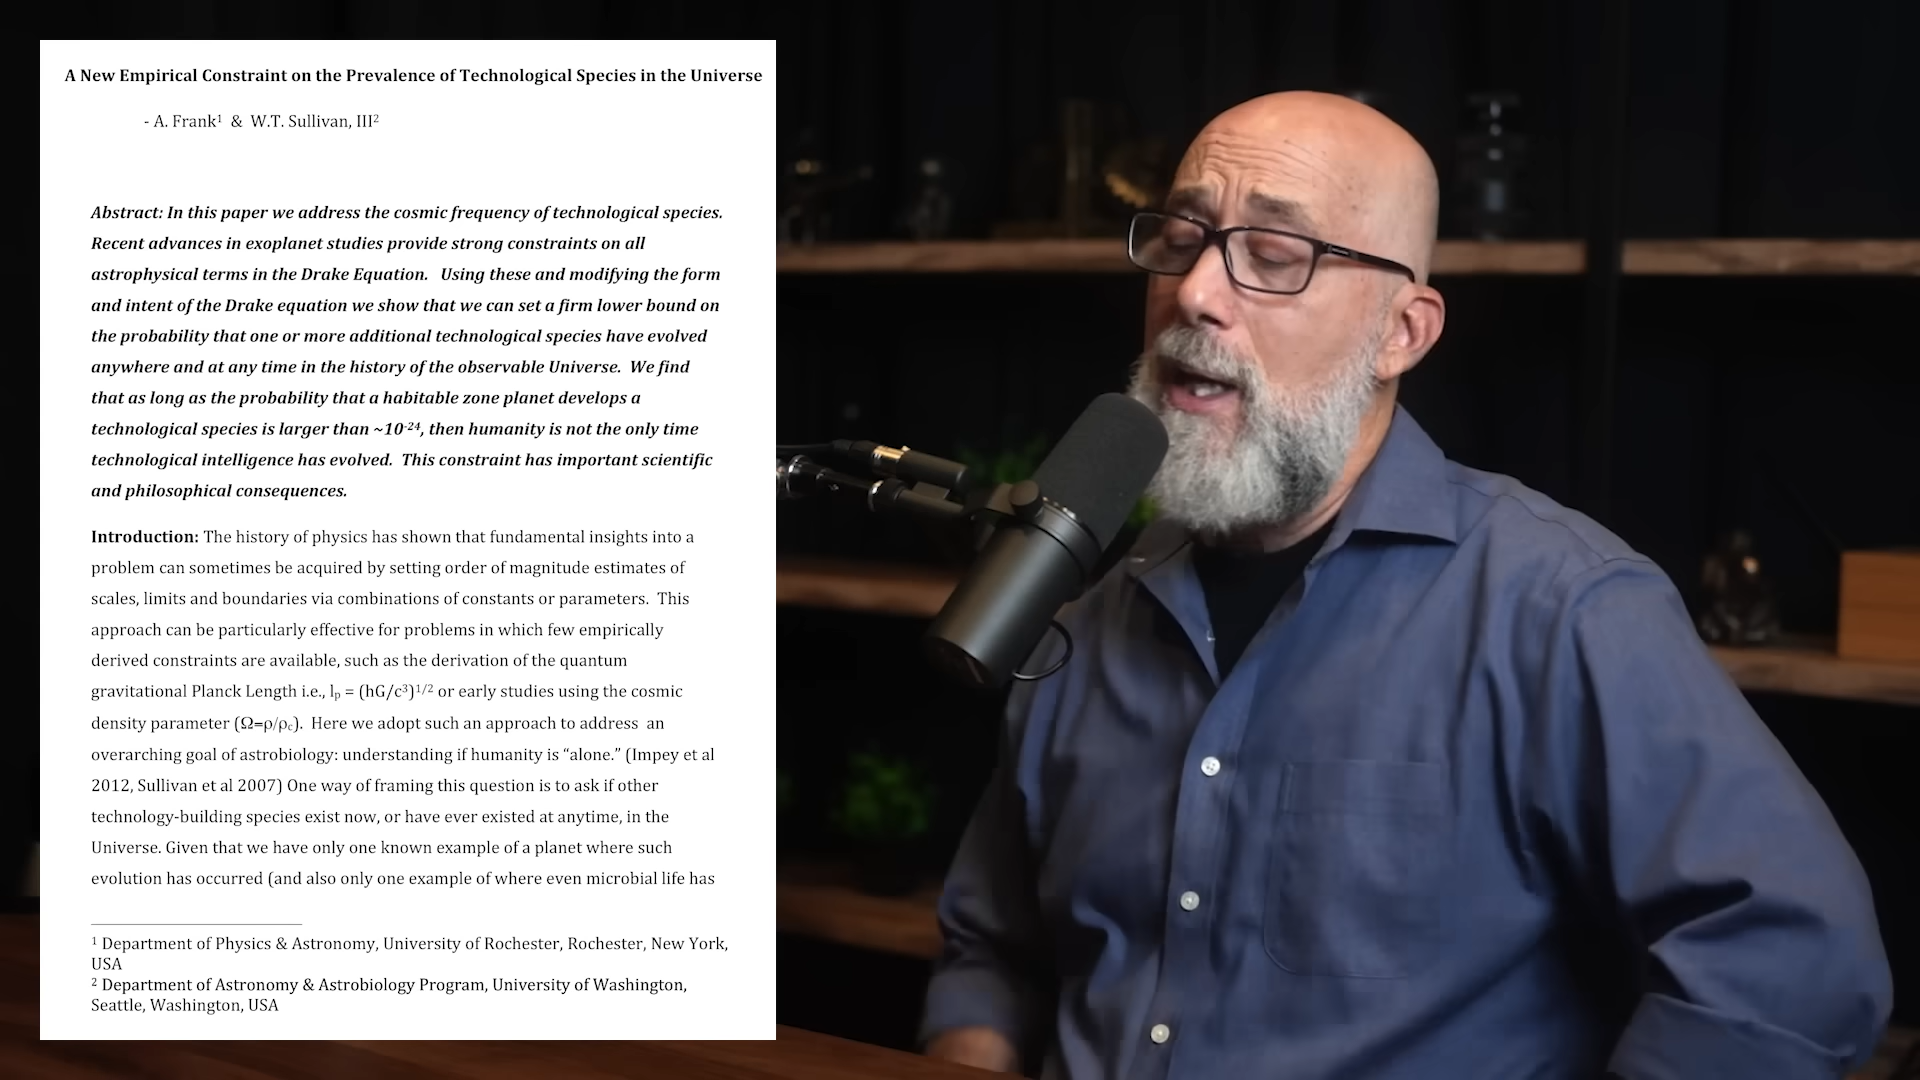 A New Empirical Constraint on the Prevalence of Technological Species in the Universe
- A. Frank¹ & W.T. Sullivan, III²
Abstract: In this paper we address the cosmic frequency of technological species.
Recent advances in exoplanet studies provide strong constraints on all
astrophysical terms in the Drake Equation. Using these and modifying the form
and intent of the Drake equation we show that we can set a firm lower bound on
the probability that one or more additional technological species have evolved
anywhere and at any time in the history of the observable Universe. We find
that as long as the probability that a habitable zone planet develops a
technological species is larger than ~10⁻²⁴, then humanity is not the only time
technological intelligence has evolved. This constraint has important scientific
and philosophical consequences.
Introduction: The history of physics has shown that fundamental insights into a
problem can sometimes be acquired by setting order of magnitude estimates of
scales, limits and boundaries via combinations of constants or parameters. This
approach can be particularly effective for problems in which few empirically
derived constraints are available, such as the derivation of the quantum
gravitational Planck Length i.e., lₚ = (hG/c³)¹/² or early studies using the cosmic
density parameter (Ω=ρ/ρc). Here we adopt such an approach to address an
overarching goal of astrobiology: understanding if humanity is “alone.” (Impey et al
2012, Sullivan et al 2007) One way of framing this question is to ask if other
technology-building species exist now, or have ever existed at anytime, in the
Universe. Given that we have only one known example of a planet where such
evolution has occurred (and also only one example of where even microbial life has
¹ Department of Physics & Astronomy, University of Rochester, Rochester, New York,
USA
² Department of Astronomy & Astrobiology Program, University of Washington,
Seattle, Washington, USA